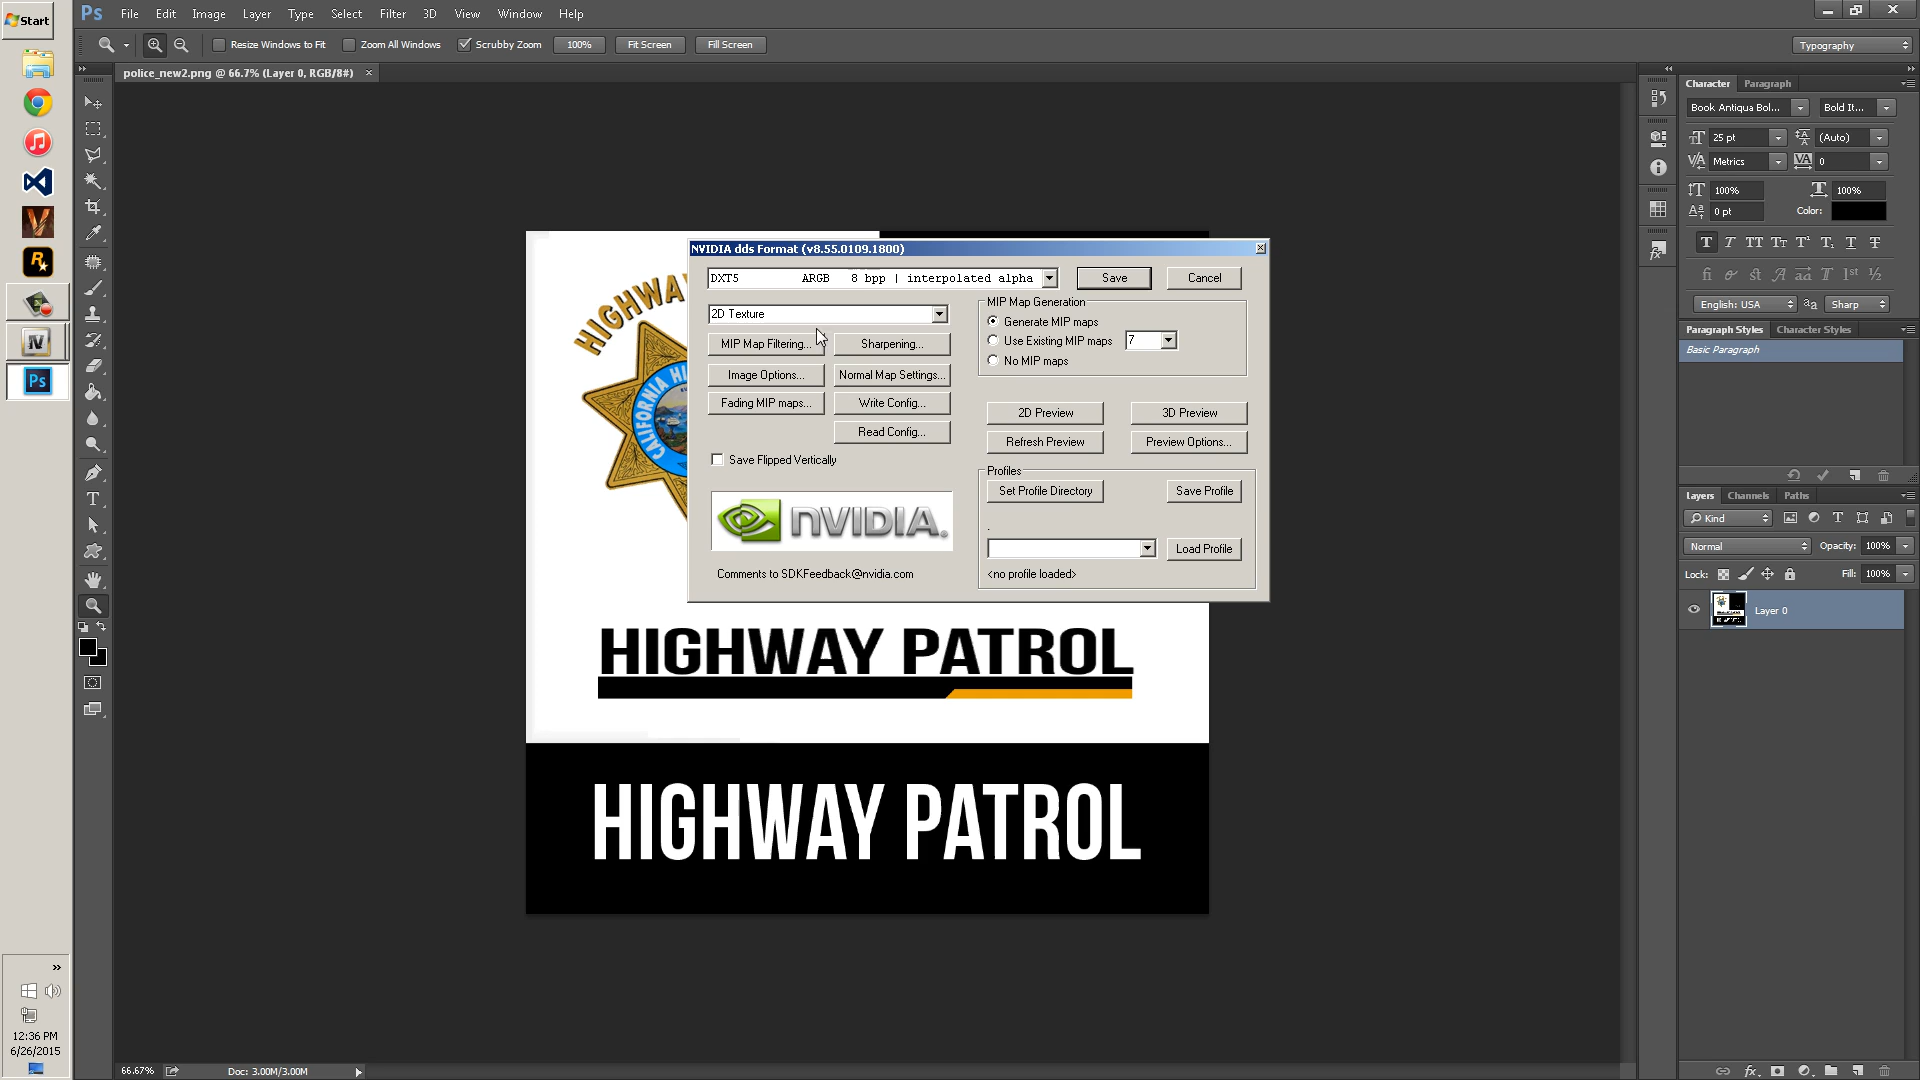 Start
Ps File Edit Image Layer Type Select Filter 3D View Window Help
Resize Windows to Fit Zoom All Windows Scrubby Zoom 100% Fit Screen Fill Screen Typography
police_new2.png @ 66.7% (Layer 0, RGB/8#) ×
HIGHWAY
CALIFORNIA HI
NVIDIA dds Format (v8.55.0109.1800)
DXT5 ARGB 8 bpp | interpolated alpha
Save Cancel
2D Texture
MIP Map Filtering... Sharpening...
Image Options... Normal Map Settings...
Fading MIP maps... Write Config...
Read Config...
Save Flipped Vertically
nVIDIA.
Comments to SDKFeedback@nvidia.com
MIP Map Generation
Generate MIP maps
Use Existing MIP maps 7
No MIP maps
2D Preview 3D Preview
Refresh Preview Preview Options...
Profiles
Set Profile Directory Save Profile
.
Load Profile
<no profile loaded>
HIGHWAY PATROL
HIGHWAY PATROL
Character Paragraph
Book Antiqua Bol... Bold It...
25 pt (Auto)
Metrics 0
100% 100%
0 pt Color:
English: USA aa Sharp
Paragraph Styles Character Styles
Basic Paragraph
Layers Channels Paths
Kind
Normal Opacity: 100%
Lock: Fill: 100%
Layer 0
Ps
12:36 PM
6/26/2015
66.67% Doc: 3.00M/3.00M